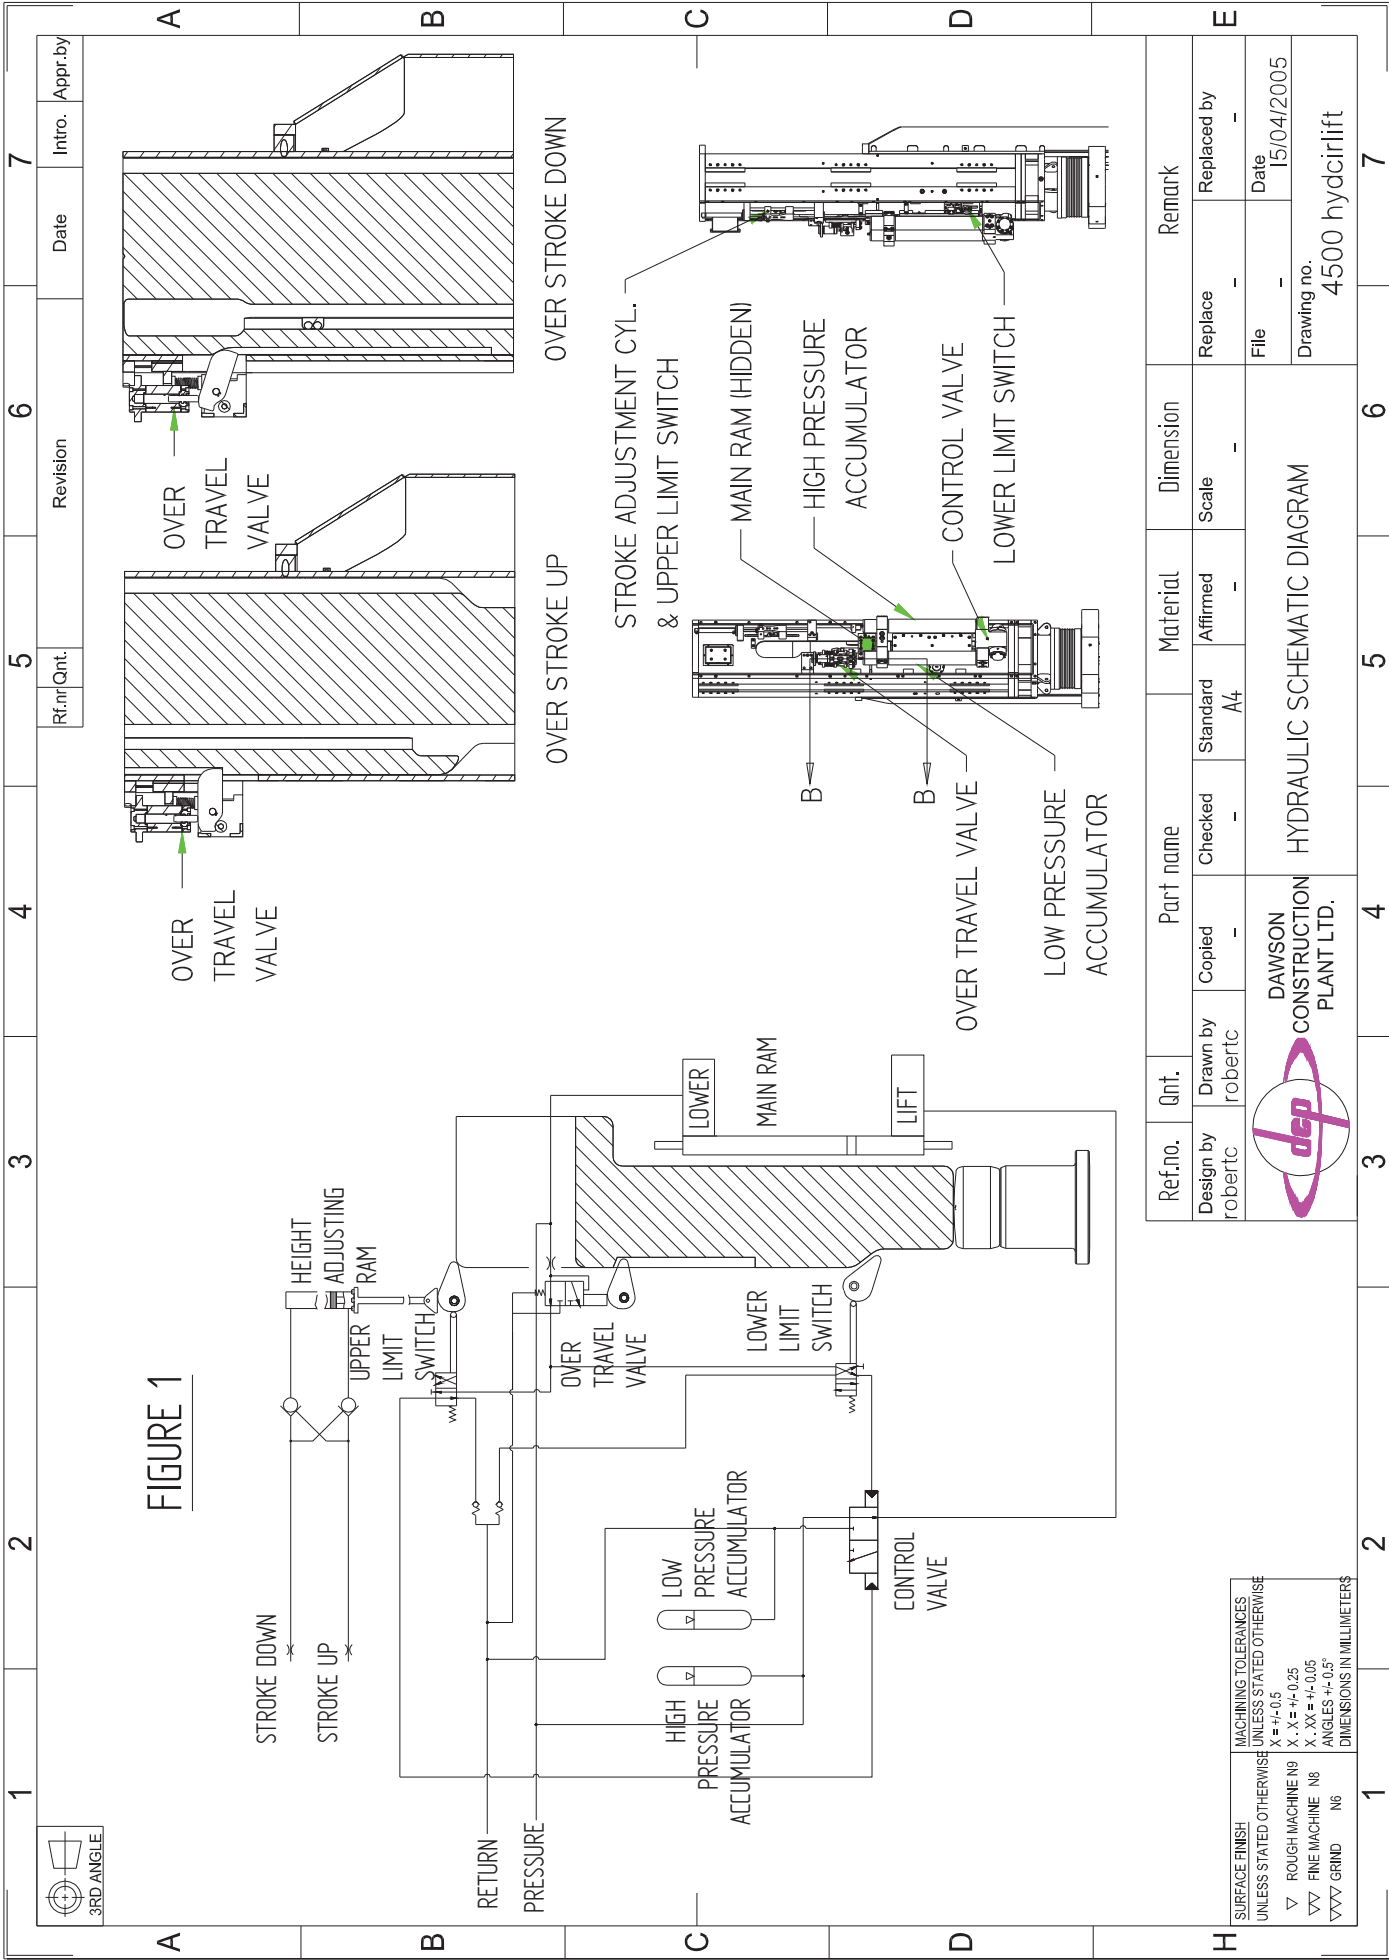 1
2
3
4
5
6
7
A
B
C
D
H
A
B
C
D
E
1
2
3
4
5
6
7
3RD ANGLE
Rf.nr
Qnt.
Revision
Date
Intro.
Appr.by
FIGURE 1
STROKE DOWN
STROKE UP
HEIGHT
ADJUSTING
RAM
UPPER
LIMIT
SWITCH
OVER
TRAVEL
VALVE
LOWER
LIMIT
SWITCH
RETURN
PRESSURE
HIGH
PRESSURE
ACCUMULATOR
LOW
PRESSURE
ACCUMULATOR
CONTROL
VALVE
LOWER
MAIN RAM
LIFT
OVER
TRAVEL
VALVE
OVER STROKE UP
OVER
TRAVEL
VALVE
OVER STROKE DOWN
STROKE ADJUSTMENT CYL.
& UPPER LIMIT SWITCH
MAIN RAM (HIDDEN)
HIGH PRESSURE
ACCUMULATOR
CONTROL VALVE
LOWER LIMIT SWITCH
B
B
OVER TRAVEL VALVE
LOW PRESSURE
ACCUMULATOR
SURFACE FINISH
UNLESS STATED OTHERWISE
ROUGH MACHINE N9
FINE MACHINE N8
GRIND N6
MACHINING TOLERANCES
UNLESS STATED OTHERWISE
X = +/- 0.5
X . X = +/- 0.25
X . XX = +/- 0.05
ANGLES +/- 0.5°
DIMENSIONS IN MILLIMETERS
Ref.no.
Qnt.
Part name
Material
Dimension
Remark
Design by
robertc
Drawn by
robertc
Copied
-
Checked
-
Standard
A4
Affirmed
-
Scale
-
Replace
-
Replaced by
-
dcp
DAWSON
CONSTRUCTION
PLANT LTD.
HYDRAULIC SCHEMATIC DIAGRAM
File
-
Date
15/04/2005
Drawing no.
4500 hydcirlift